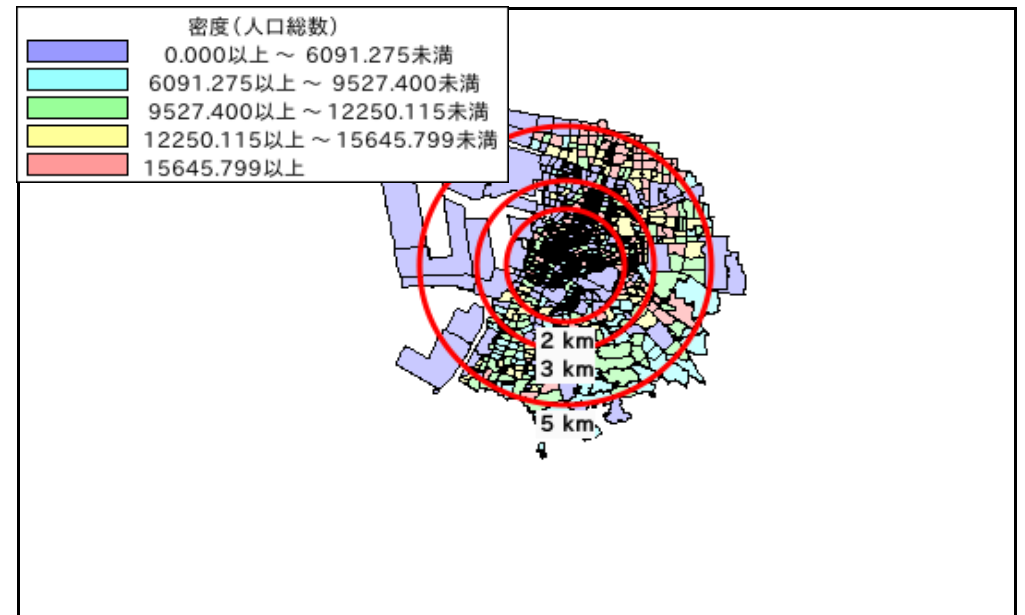 密度(人口総数)
0.000以上 ～ 6091.275未満
6091.275以上 ～ 9527.400未満
9527.400以上 ～ 12250.115未満
12250.115以上 ～ 15645.799未満
15645.799以上
2 km
3 km
5 km